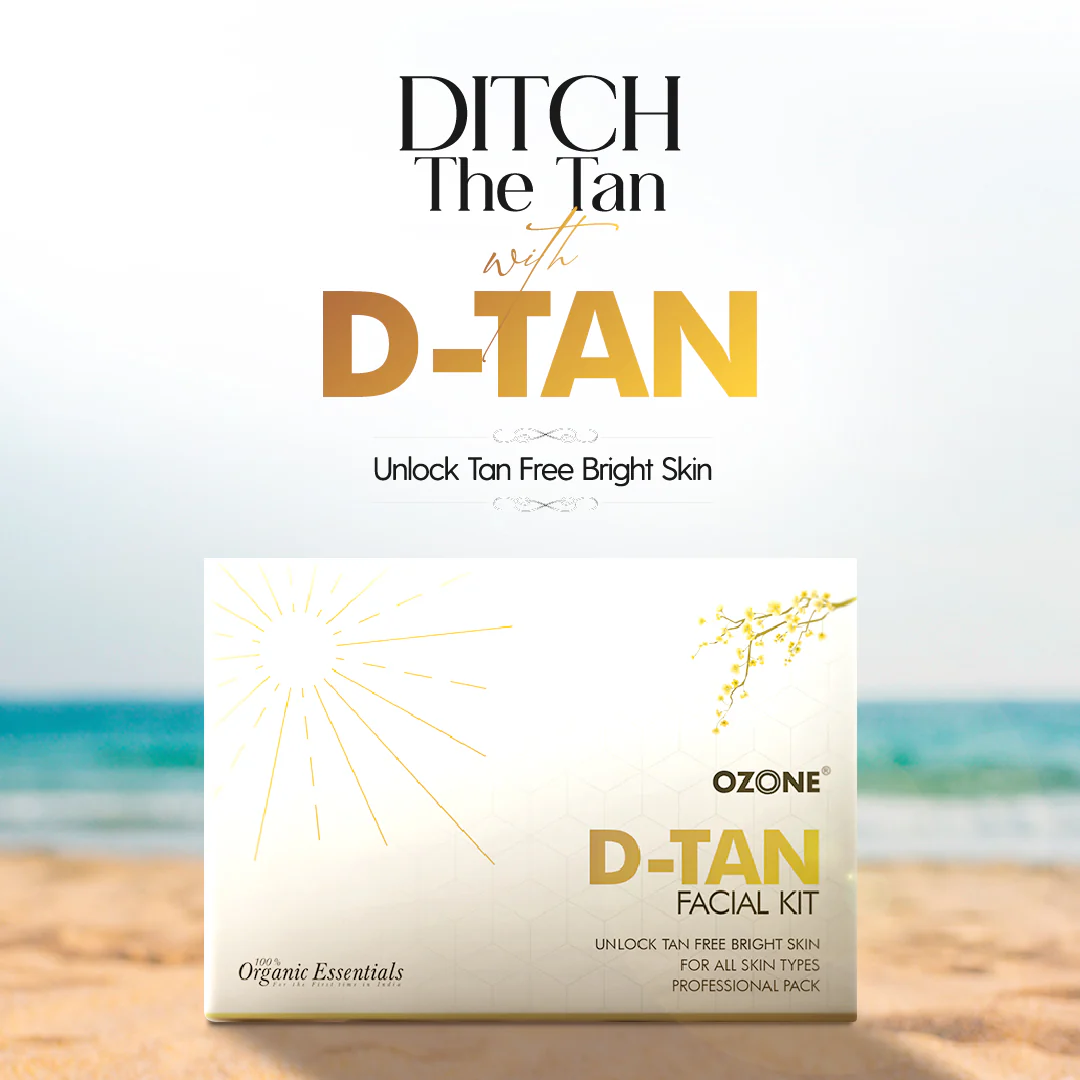 DITCH
The Tan
with
D-TAN
Unlock Tan Free Bright Skin
OZONE®
D-TAN
FACIAL KIT
UNLOCK TAN FREE BRIGHT SKIN
FOR ALL SKIN TYPES
PROFESSIONAL PACK
100%
Organic Essentials
For the First time in India